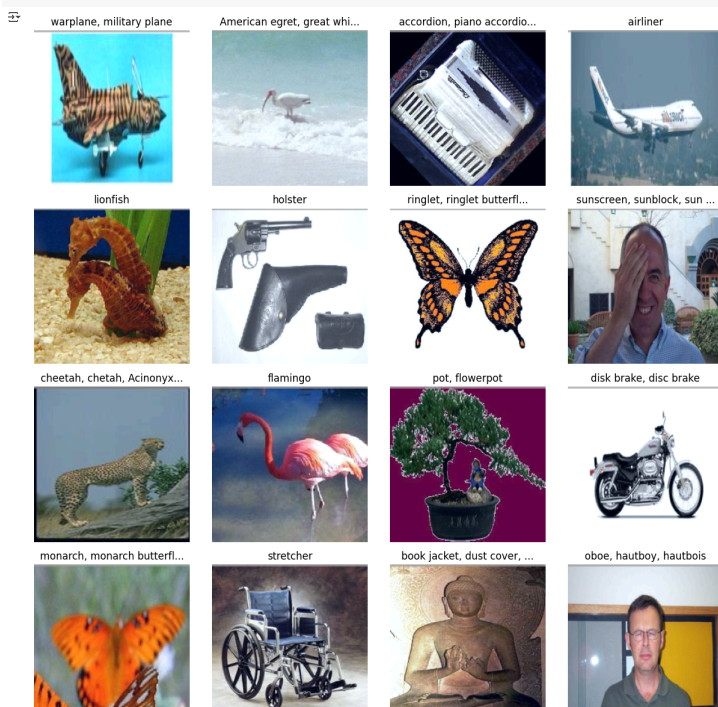 warplane, military plane
American egret, great whi...
accordion, piano accordio...
airliner
lionfish
holster
ringlet, ringlet butterfl...
sunscreen, sunblock, sun ...
cheetah, chetah, Acinonyx...
flamingo
pot, flowerpot
disk brake, disc brake
monarch, monarch butterfl...
stretcher
book jacket, dust cover, ...
oboe, hautboy, hautbois